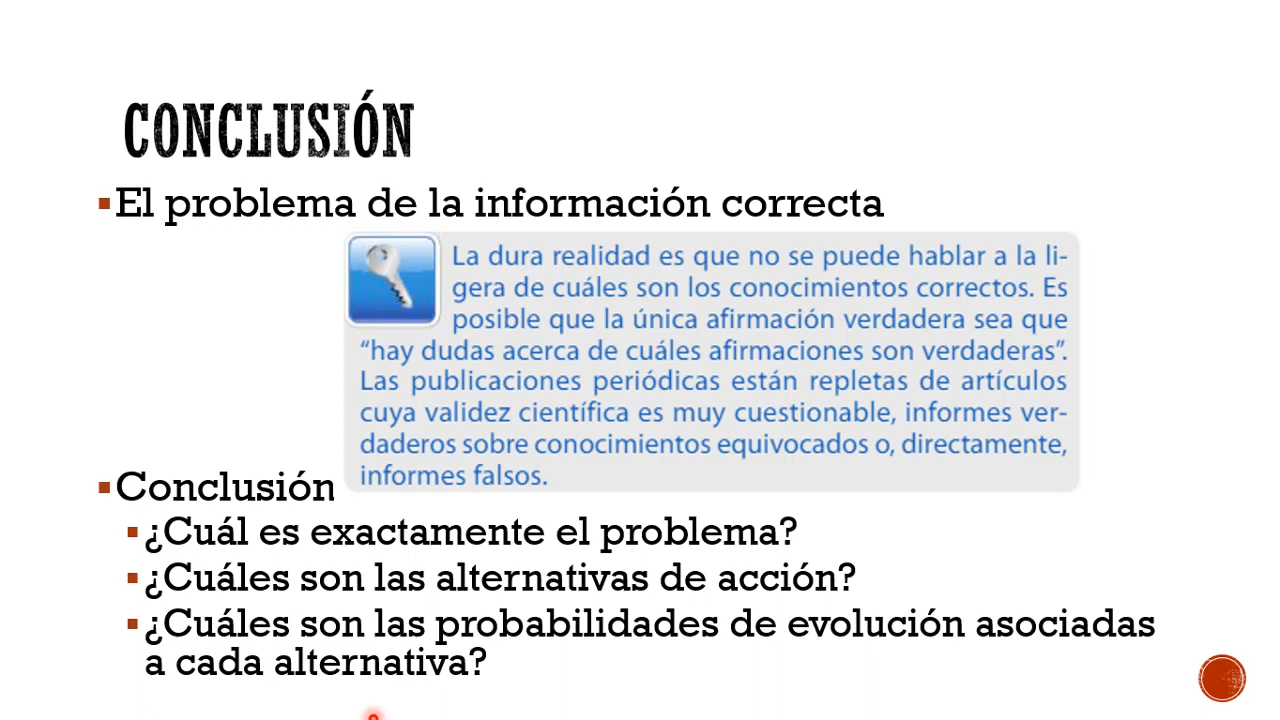 CONCLUSIÓN
El problema de la información correcta
La dura realidad es que no se puede hablar a la li-
gera de cuáles son los conocimientos correctos. Es
posible que la única afirmación verdadera sea que
“hay dudas acerca de cuáles afirmaciones son verdaderas”.
Las publicaciones periódicas están repletas de artículos
cuya validez científica es muy cuestionable, informes ver-
daderos sobre conocimientos equivocados o, directamente,
informes falsos.
Conclusión
¿Cuál es exactamente el problema?
¿Cuáles son las alternativas de acción?
¿Cuáles son las probabilidades de evolución asociadas
a cada alternativa?